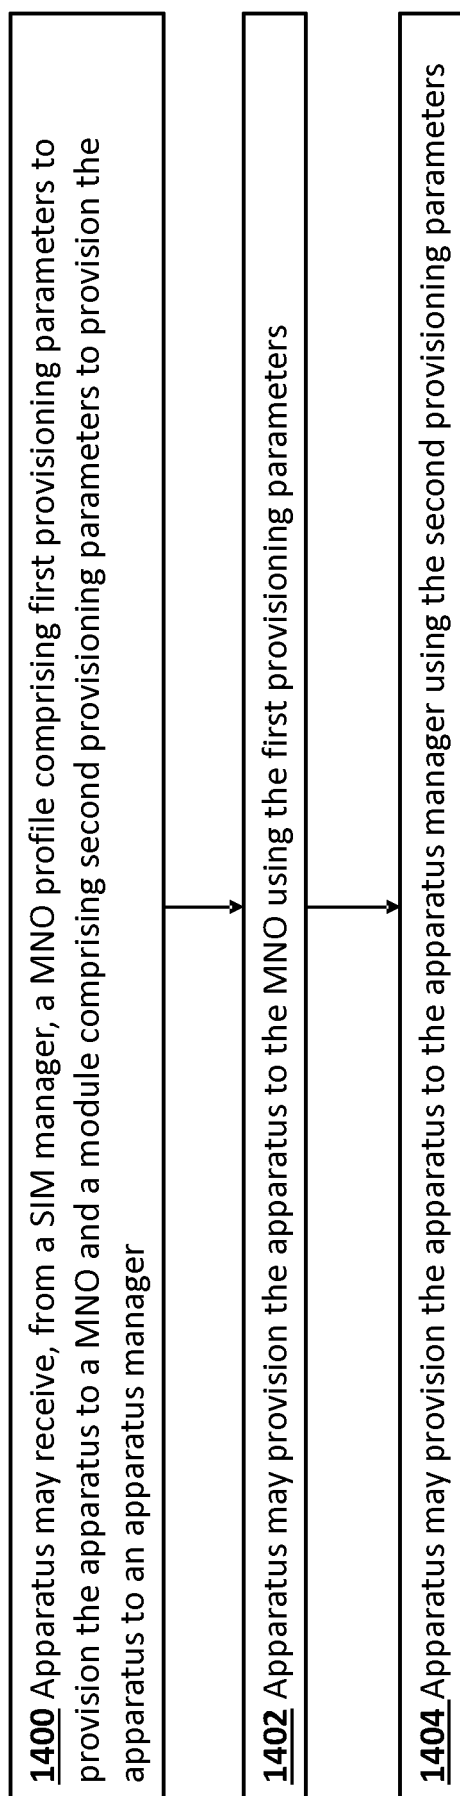 1400 Apparatus may receive, from a SIM manager, a MNO profile comprising first provisioning parameters to
provision the apparatus to a MNO and a module comprising second provisioning parameters to provision the
apparatus to an apparatus manager
1402 Apparatus may provision the apparatus to the MNO using the first provisioning parameters
1404 Apparatus may provision the apparatus to the apparatus manager using the second provisioning parameters